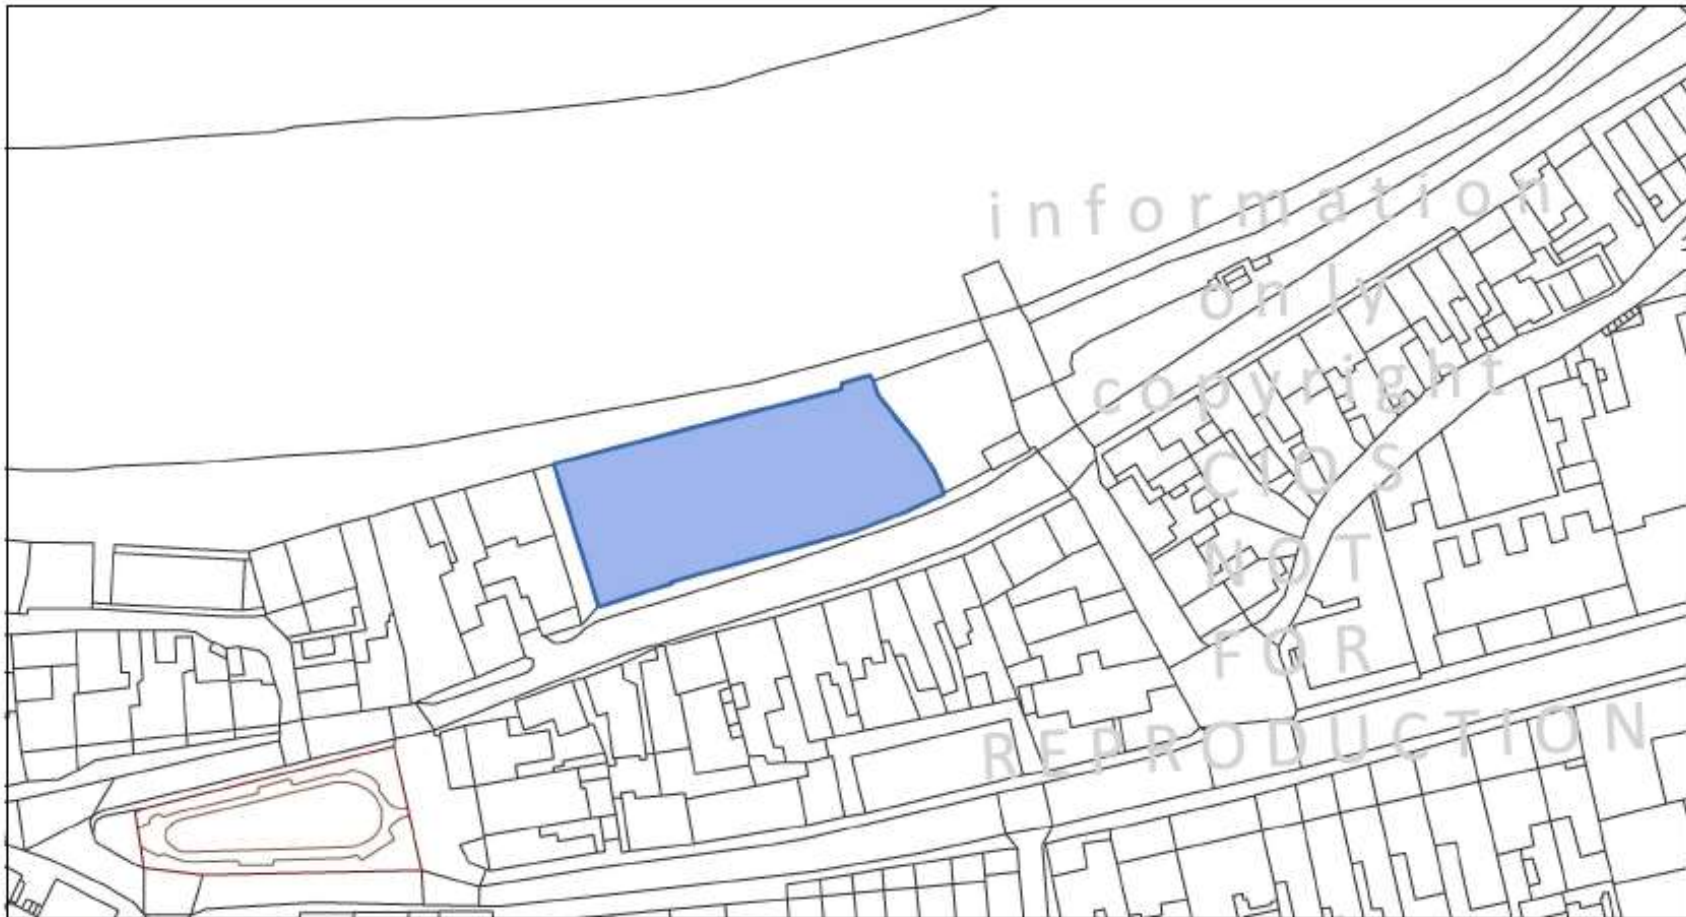 information
only
copyright
CIOS
NOT
FOR
REPRODUCTION